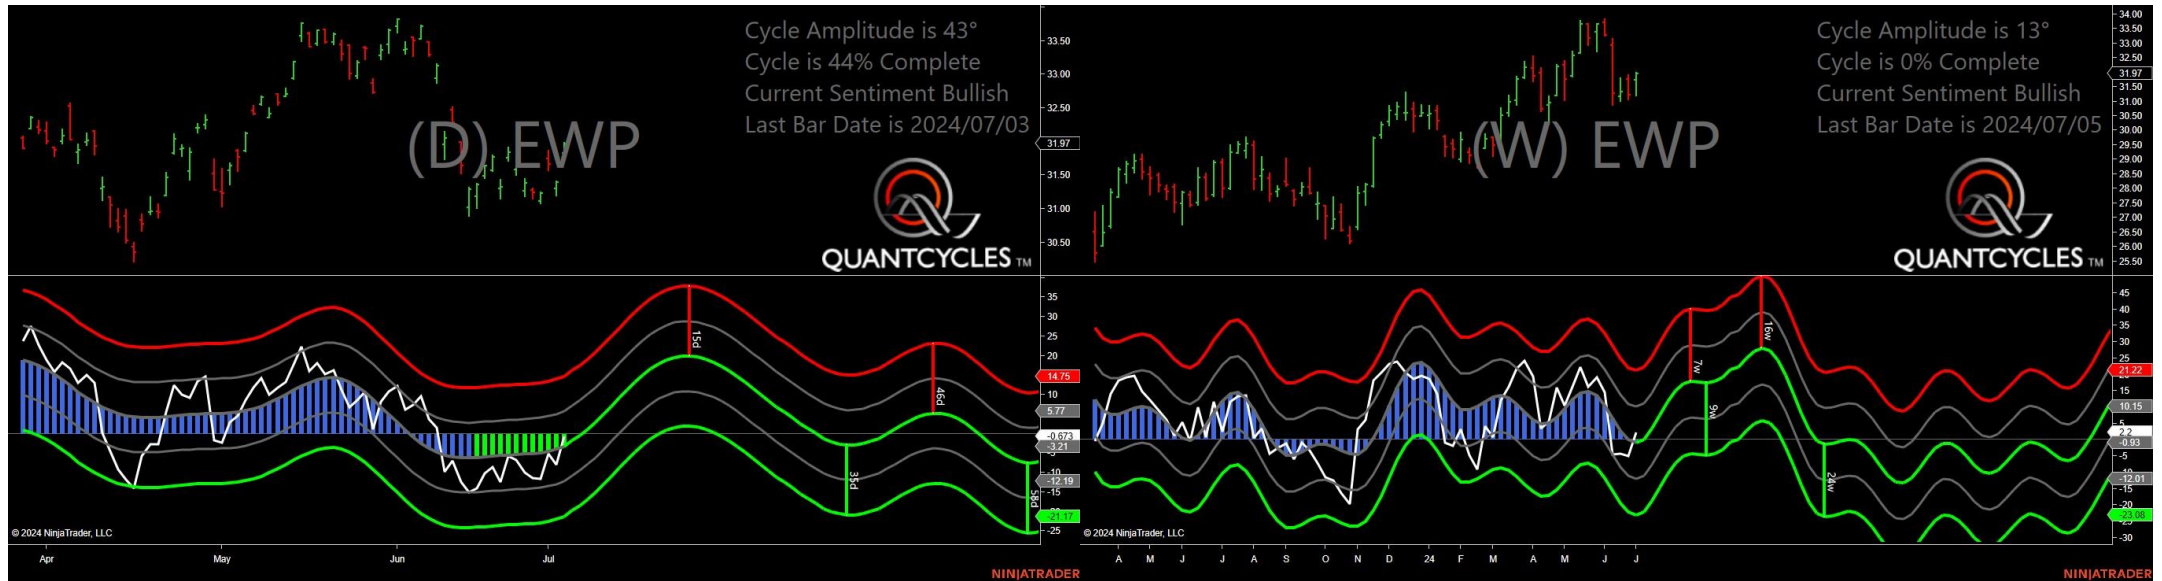 Cycle Amplitude is 43°
Cycle is 44% Complete
Current Sentiment Bullish
Last Bar Date is 2024/07/03
(D) EWP
QUANTCYCLES TM
33.50
33.00
32.50
31.97
31.50
31.00
30.50
35
30
25
20
14.75
10
5.77
-0.673
-3.21
-10
-12.19
-15
-21.17
-25
15d
46d
35d
58d
© 2024 NinjaTrader, LLC
Apr May Jun Jul
NINJATRADER
Cycle Amplitude is 13°
Cycle is 0% Complete
Current Sentiment Bullish
Last Bar Date is 2024/07/05
(W) EWP
QUANTCYCLES TM
34.00
33.50
33.00
32.50
31.97
31.50
31.00
30.50
30.00
29.50
29.00
28.50
28.00
27.50
27.00
26.50
26.00
25.50
45
40
35
30
25
21.22
15
10.15
5
2.2
-0.93
-5
-12.01
-15
-20
-23.08
-30
7w
16w
9w
24w
© 2024 NinjaTrader, LLC
A M J J A S O N D 24 F M A M J J
NINJATRADER